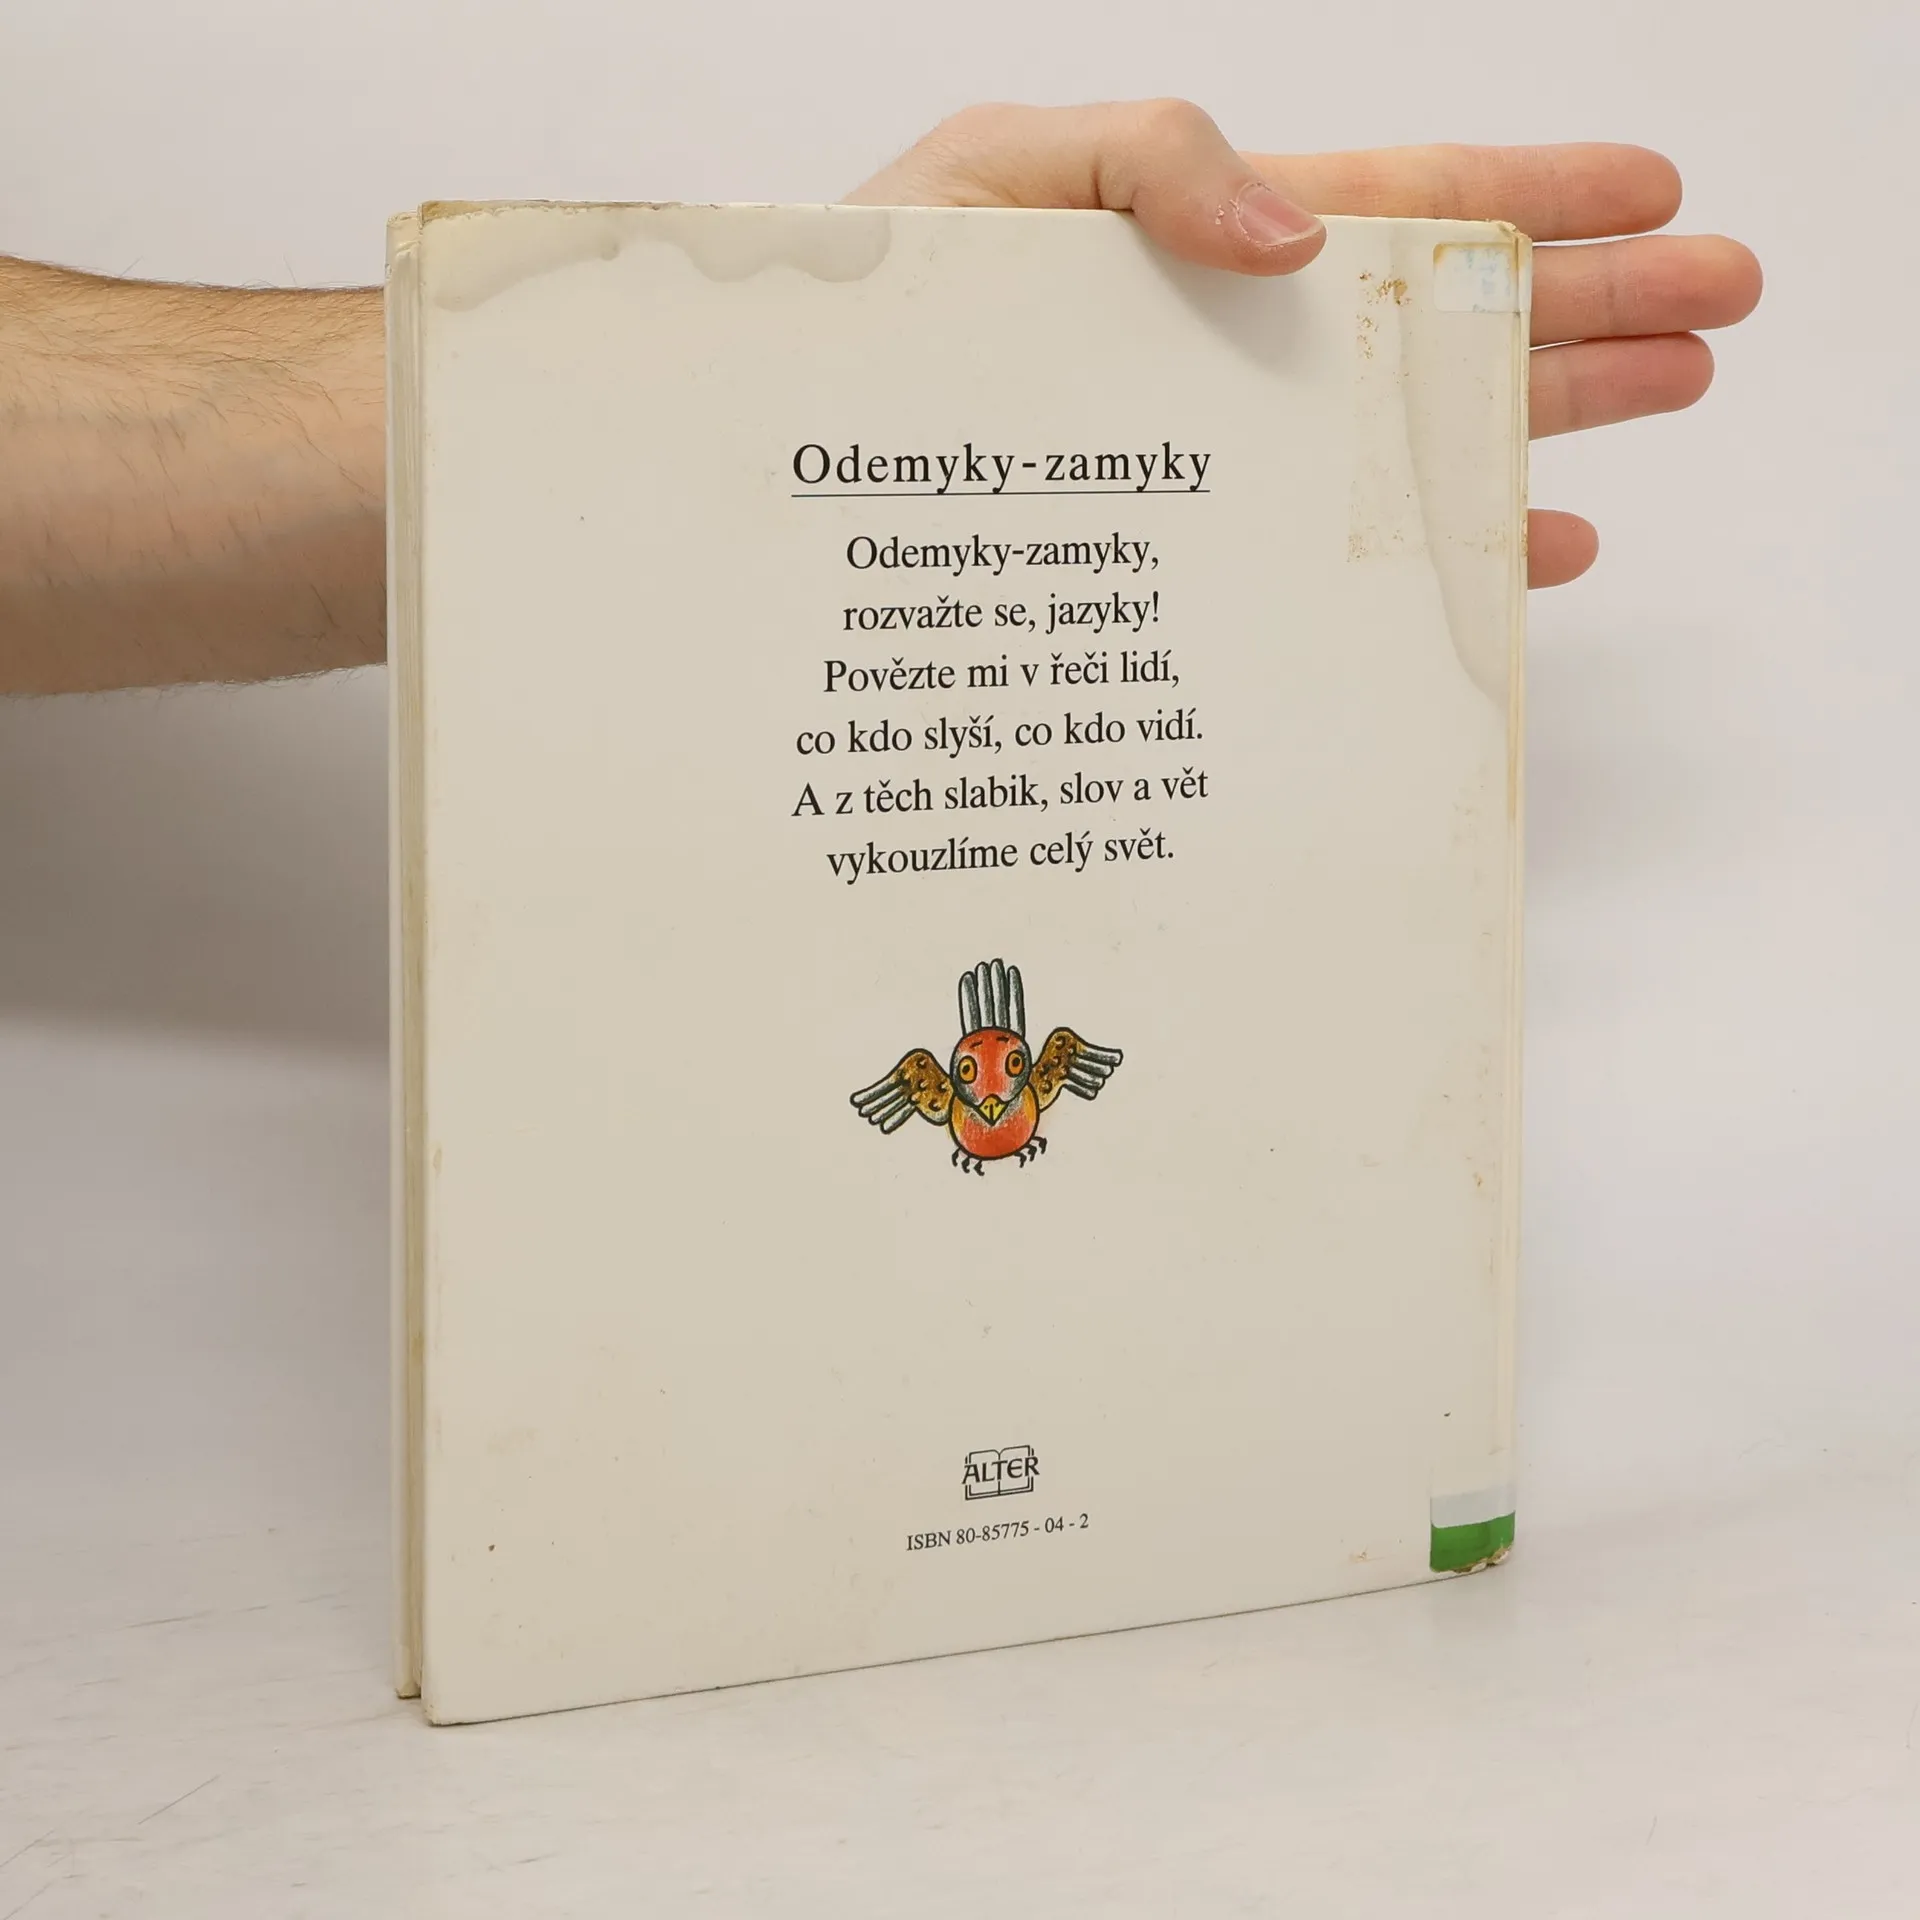 Odemyky-zamyky
Odemyky-zamyky,
rozvažte se, jazyky!
Povězte mi v řeči lidí,
co kdo slyší, co kdo vidí.
A z těch slabik, slov a vět
vykouzlíme celý svět.
ALTER
ISBN 80-85775 - 04 - 2